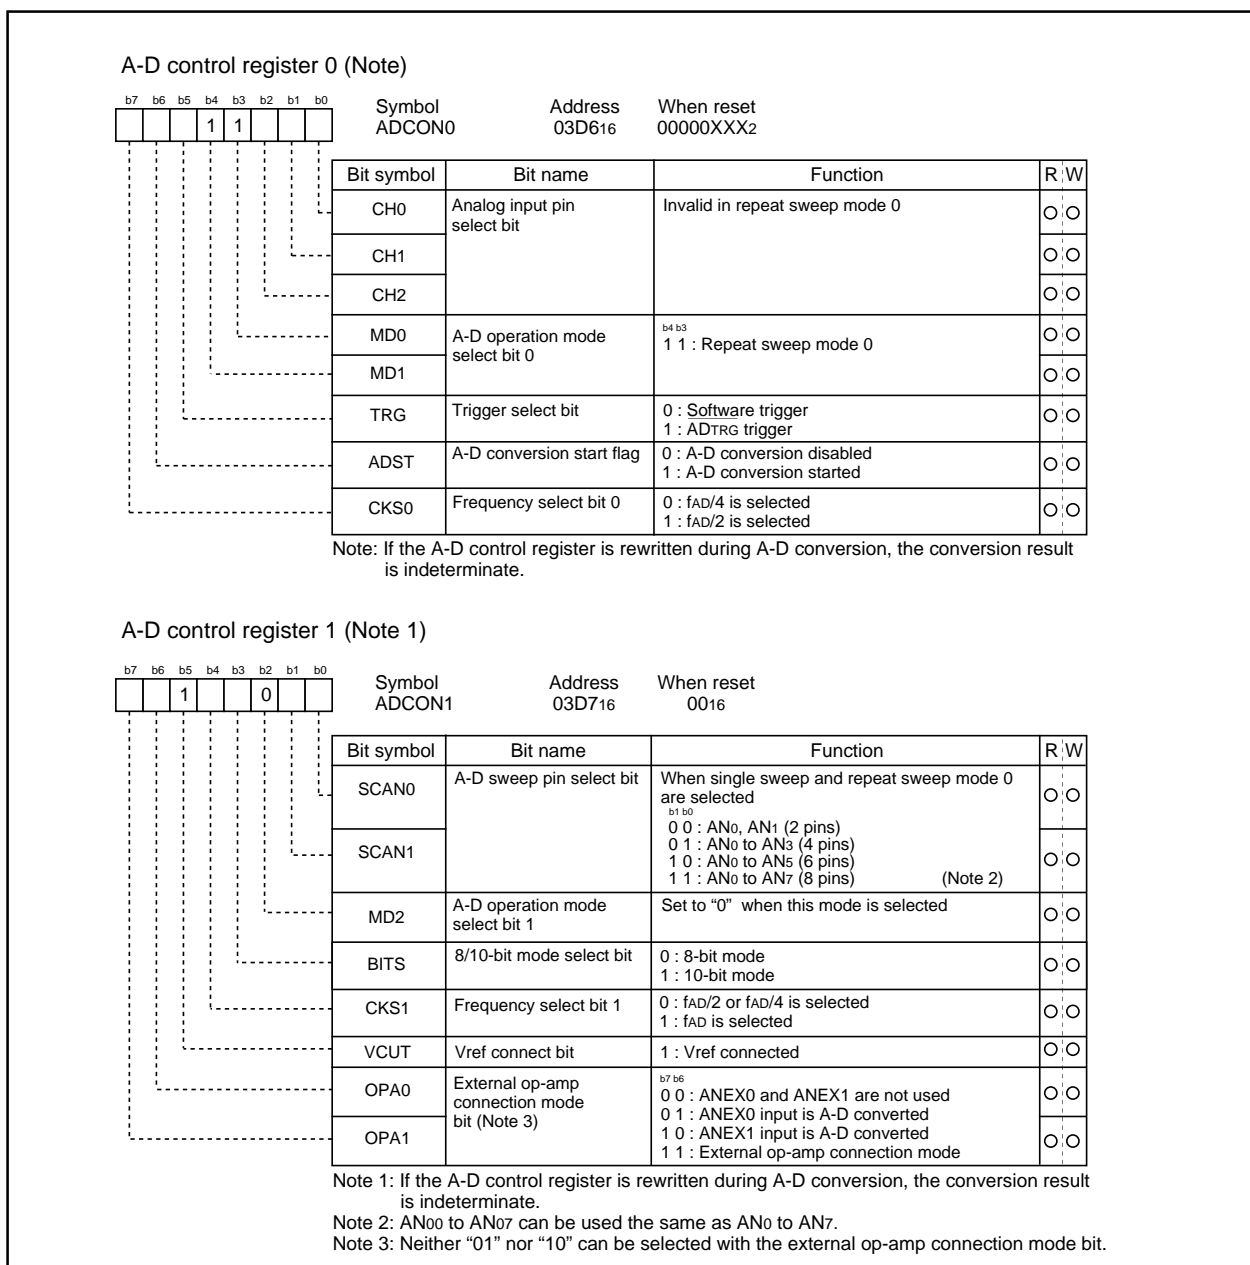 A-D control register 0 (Note)
b7 b6 b5 b4 b3 b2 b1 b0
1 1
Symbol Address When reset
ADCON0 03D616 00000XXX2
Bit symbol Bit name Function R W
CH0 Analog input pin select bit Invalid in repeat sweep mode 0
CH1
CH2
MD0 A-D operation mode select bit 0
b4 b3
1 1 : Repeat sweep mode 0
MD1
TRG Trigger select bit 0 : Software trigger
1 : ADTRG trigger
ADST A-D conversion start flag 0 : A-D conversion disabled
1 : A-D conversion started
CKS0 Frequency select bit 0 0 : fAD/4 is selected
1 : fAD/2 is selected
Note: If the A-D control register is rewritten during A-D conversion, the conversion result
is indeterminate.
A-D control register 1 (Note 1)
b7 b6 b5 b4 b3 b2 b1 b0
1 0
Symbol Address When reset
ADCON1 03D716 0016
Bit symbol Bit name Function R W
SCAN0 A-D sweep pin select bit When single sweep and repeat sweep mode 0
are selected
b1 b0
0 0 : AN0, AN1 (2 pins)
0 1 : AN0 to AN3 (4 pins)
SCAN1
1 0 : AN0 to AN5 (6 pins)
1 1 : AN0 to AN7 (8 pins) (Note 2)
MD2 A-D operation mode select bit 1 Set to “0” when this mode is selected
BITS 8/10-bit mode select bit 0 : 8-bit mode
1 : 10-bit mode
CKS1 Frequency select bit 1 0 : fAD/2 or fAD/4 is selected
1 : fAD is selected
VCUT Vref connect bit 1 : Vref connected
OPA0 External op-amp connection mode bit (Note 3)
b7 b6
0 0 : ANEX0 and ANEX1 are not used
0 1 : ANEX0 input is A-D converted
OPA1
1 0 : ANEX1 input is A-D converted
1 1 : External op-amp connection mode
Note 1: If the A-D control register is rewritten during A-D conversion, the conversion result
is indeterminate.
Note 2: AN00 to AN07 can be used the same as AN0 to AN7.
Note 3: Neither “01” nor “10” can be selected with the external op-amp connection mode bit.